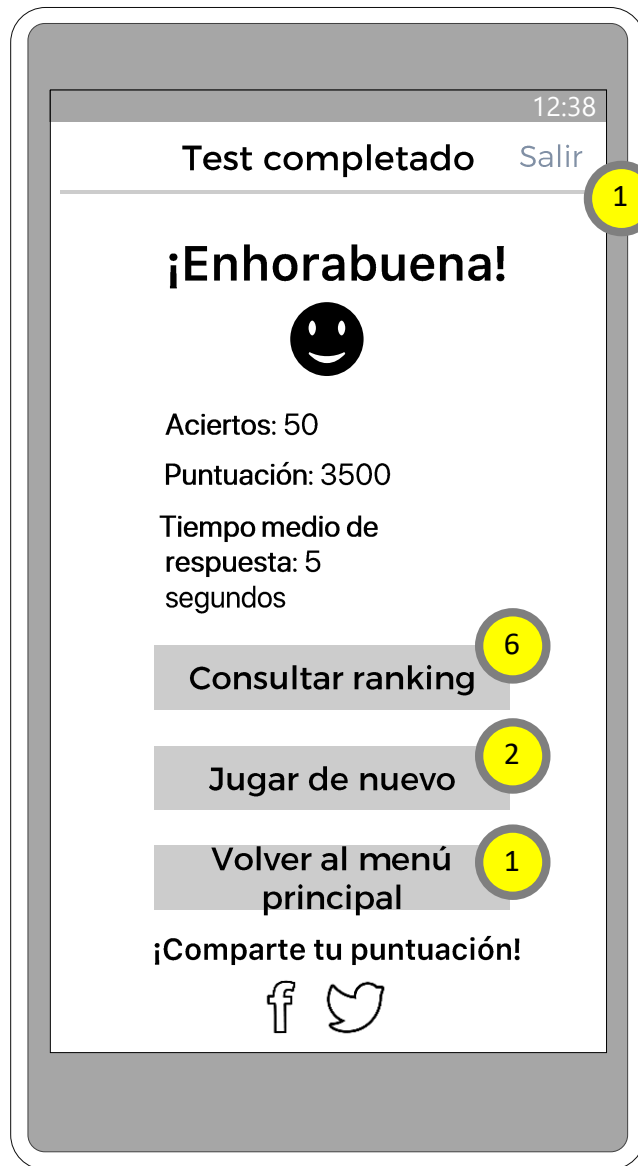 12:38
Test completado
Salir
1
¡Enhorabuena!
Aciertos: 50
Puntuación: 3500
Tiempo medio de
respuesta: 5
segundos
6
Consultar ranking
2
Jugar de nuevo
Volver al menú
1
principal
¡Comparte tu puntuación!